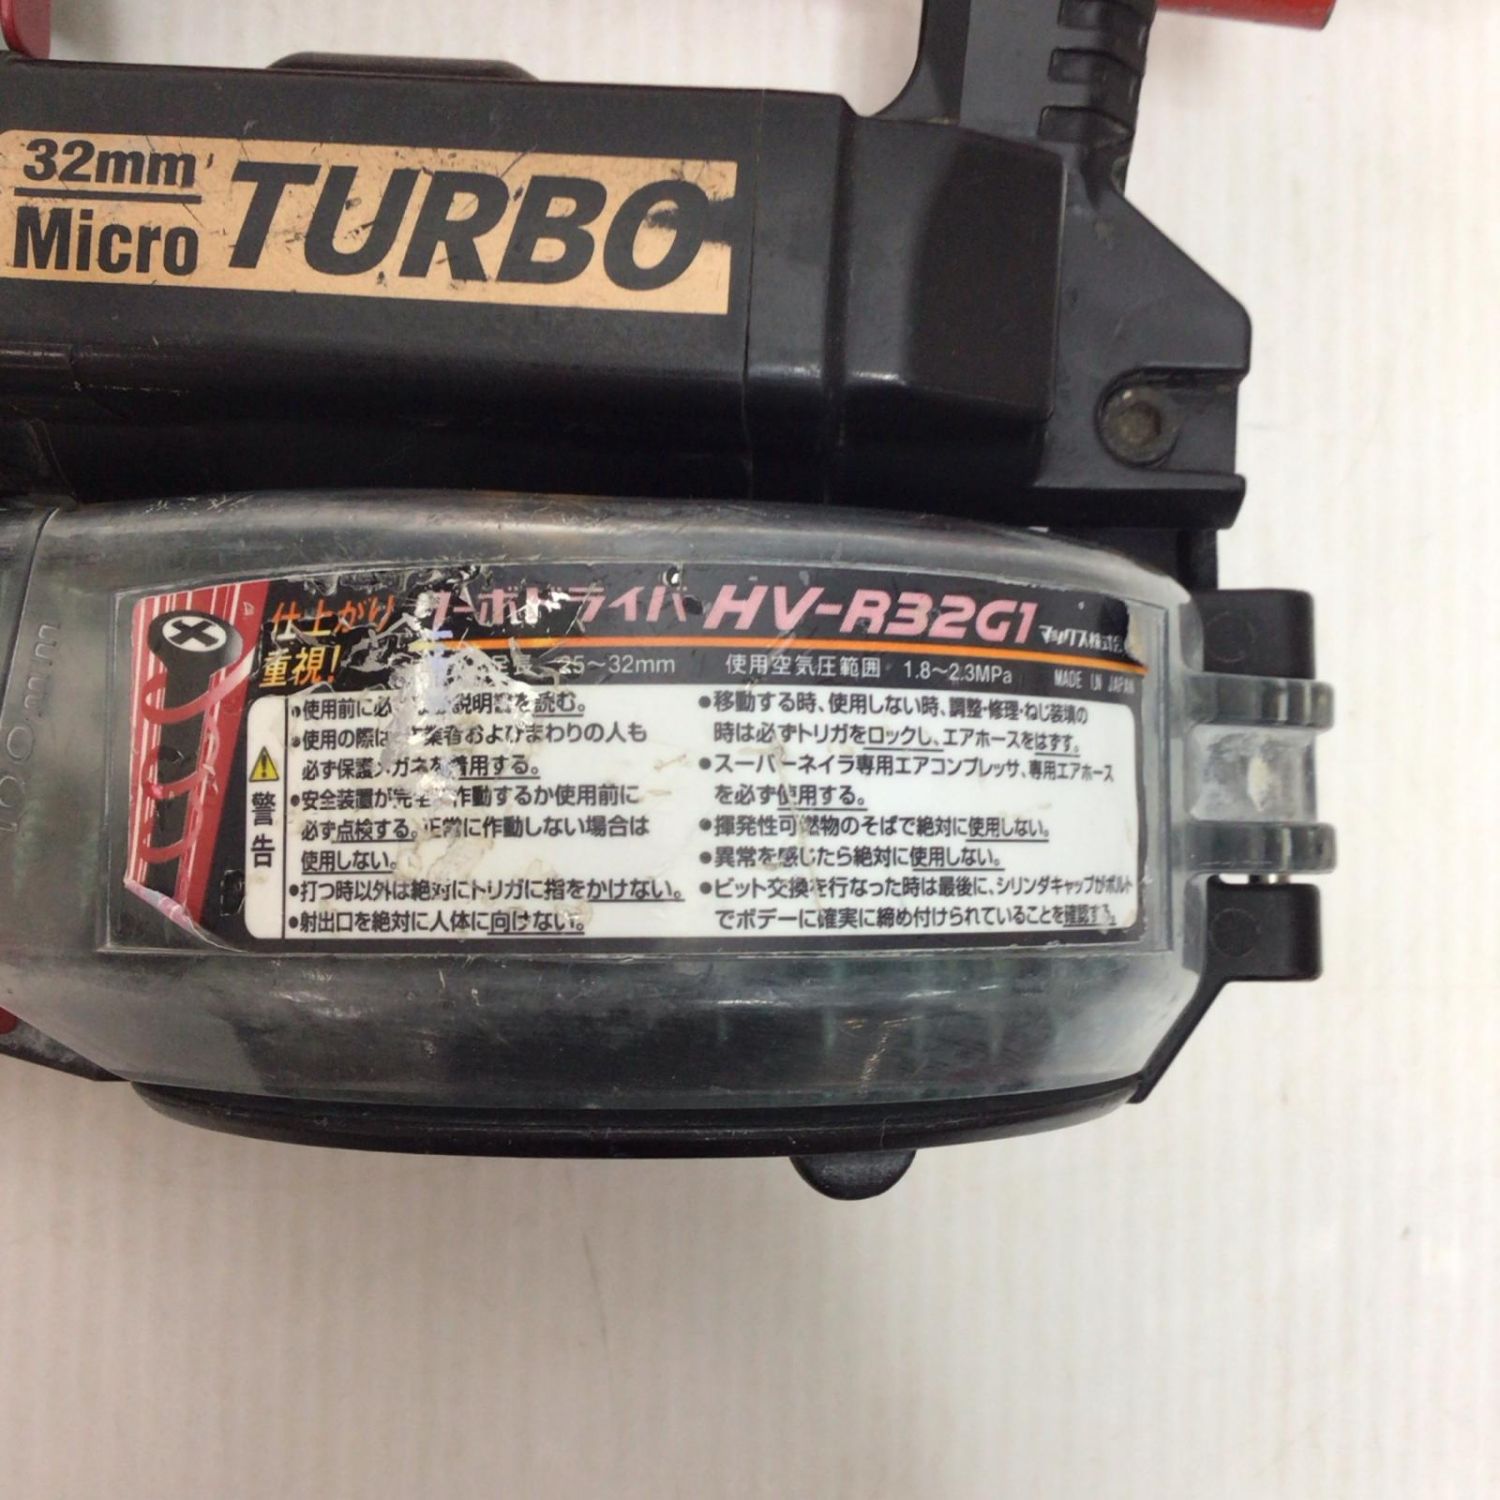 32mm
Micro
TURBO
仕上がり
重視!
ターボドライバ HV-R32G1 マックス株式会
足長 25～32mm 使用空気圧範囲 1.8～2.3MPa MADE IN JAPAN
警告
●使用前に必 説明書を読む。
●使用の際は 業者およびまわりの人も
必ず保護メガネを着用する。
●安全装置が完全 作動するか使用前に
必ず点検する。正常に作動しない場合は
使用しない。
●打つ時以外は絶対にトリガに指をかけない。
●射出口を絶対に人体に向けない。
●移動する時、使用しない時、調整・修理・ねじ装填の
時は必ずトリガをロックし、エアホースをはずす。
●スーパーネイラ専用エアコンプレッサ、専用エアホース
を必ず使用する。
●揮発性可燃物のそばで絶対に使用しない。
●異常を感じたら絶対に使用しない。
●ビット交換を行なった時は最後に、シリンダキャップがボルト
でボデーに確実に締め付けられていることを確認する。